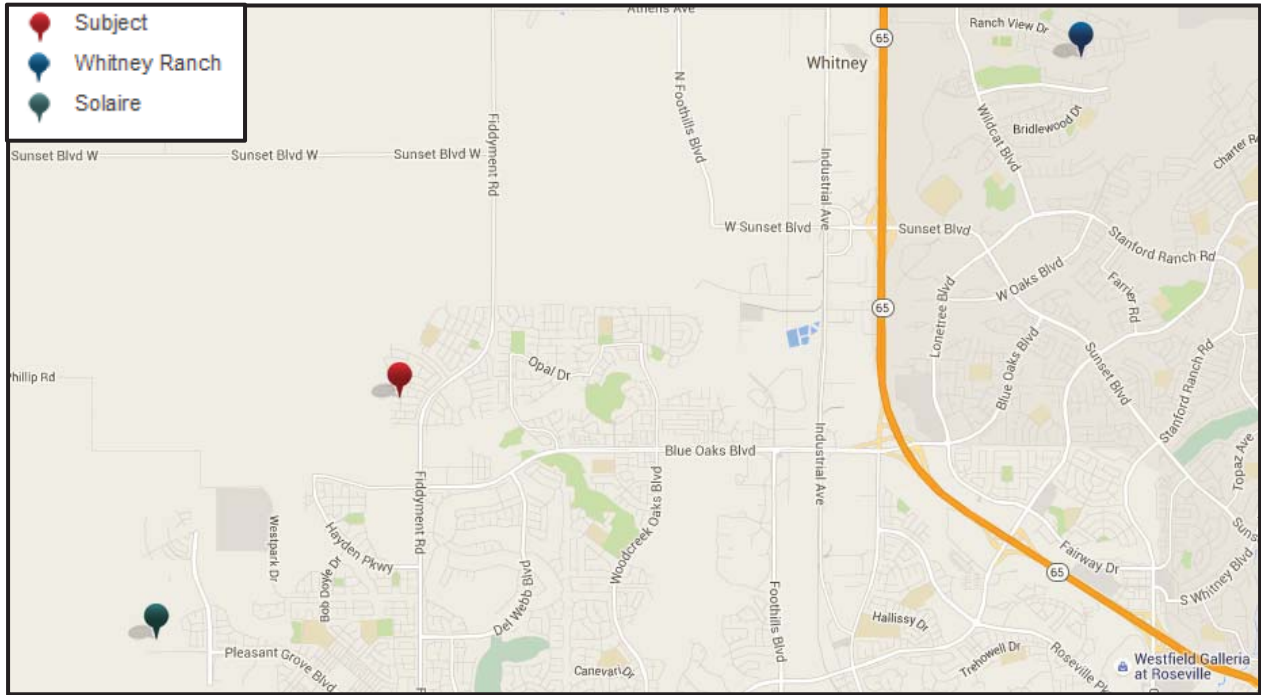 Subject
Whitney Ranch
Solaire
Athens Ave
Ranch View Dr
65
Whitney
N Foothills Blvd
Fiddyment Rd
Industrial Ave
Wildcat Blvd
Bridlewood Dr
Charter
Sunset Blvd W
Sunset Blvd W
Sunset Blvd W
W Sunset Blvd
Sunset Blvd
Stanford Ranch Rd
W Oaks Blvd
Farrier Rd
65
Lonetree Blvd
Blue Oaks Blvd
Sunset Blvd
Stanford Ranch Rd
Opal Dr
Phillip Rd
Industrial Ave
Blue Oaks Blvd
Topaz Ave
Fiddyment Rd
Woodcreek Oaks Blvd
Westpark Dr
Hayden Pkwy
Bob Doyle Dr
Del Webb Blvd
Foothills Blvd
Fairway Dr
65
S Whitney Blvd
Suns
Hallissy Dr
Pleasant Grove Blvd
Canevari Dr
Trehowell Dr
Roseville Pk
Westfield Galleria
at Roseville